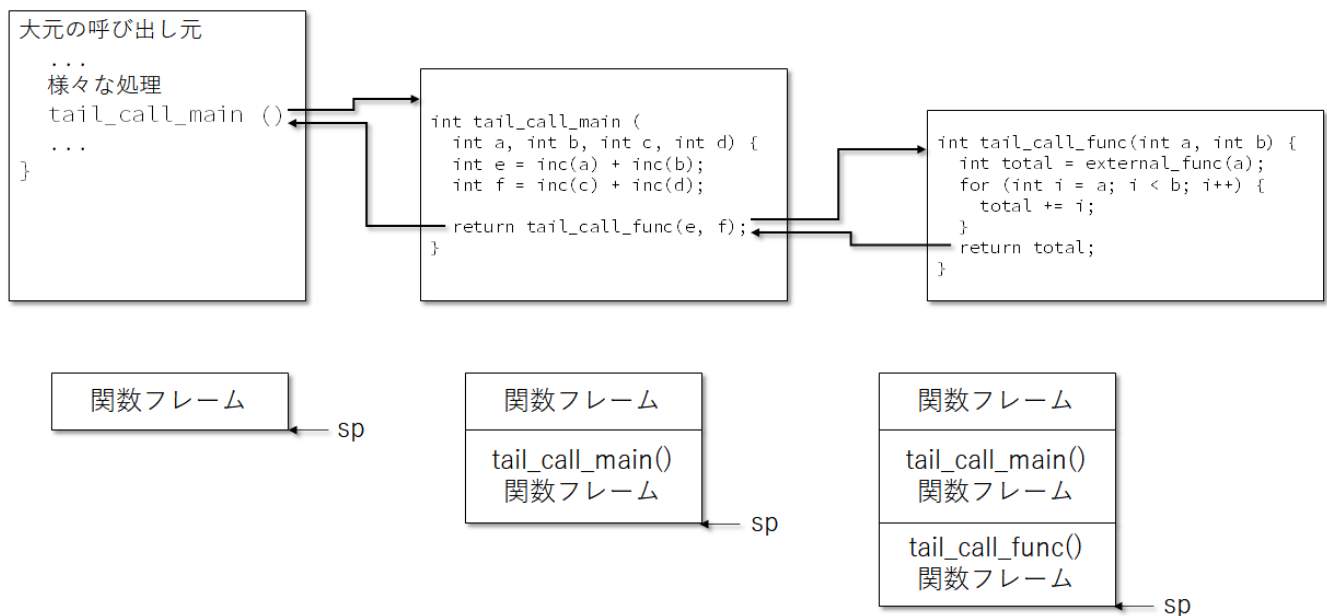 大元の呼び出し元
...
様々な処理
tail_call_main ()
...
}
int tail_call_main (
int a, int b, int c, int d) {
int e = inc(a) + inc(b);
int f = inc(c) + inc(d);
return tail_call_func(e, f);
}
int tail_call_func(int a, int b) {
int total = external_func(a);
for (int i = a; i < b; i++) {
total += i;
}
return total;
}
関数フレーム
sp
関数フレーム
tail_call_main()
関数フレーム
sp
関数フレーム
tail_call_main()
関数フレーム
tail_call_func()
関数フレーム
sp